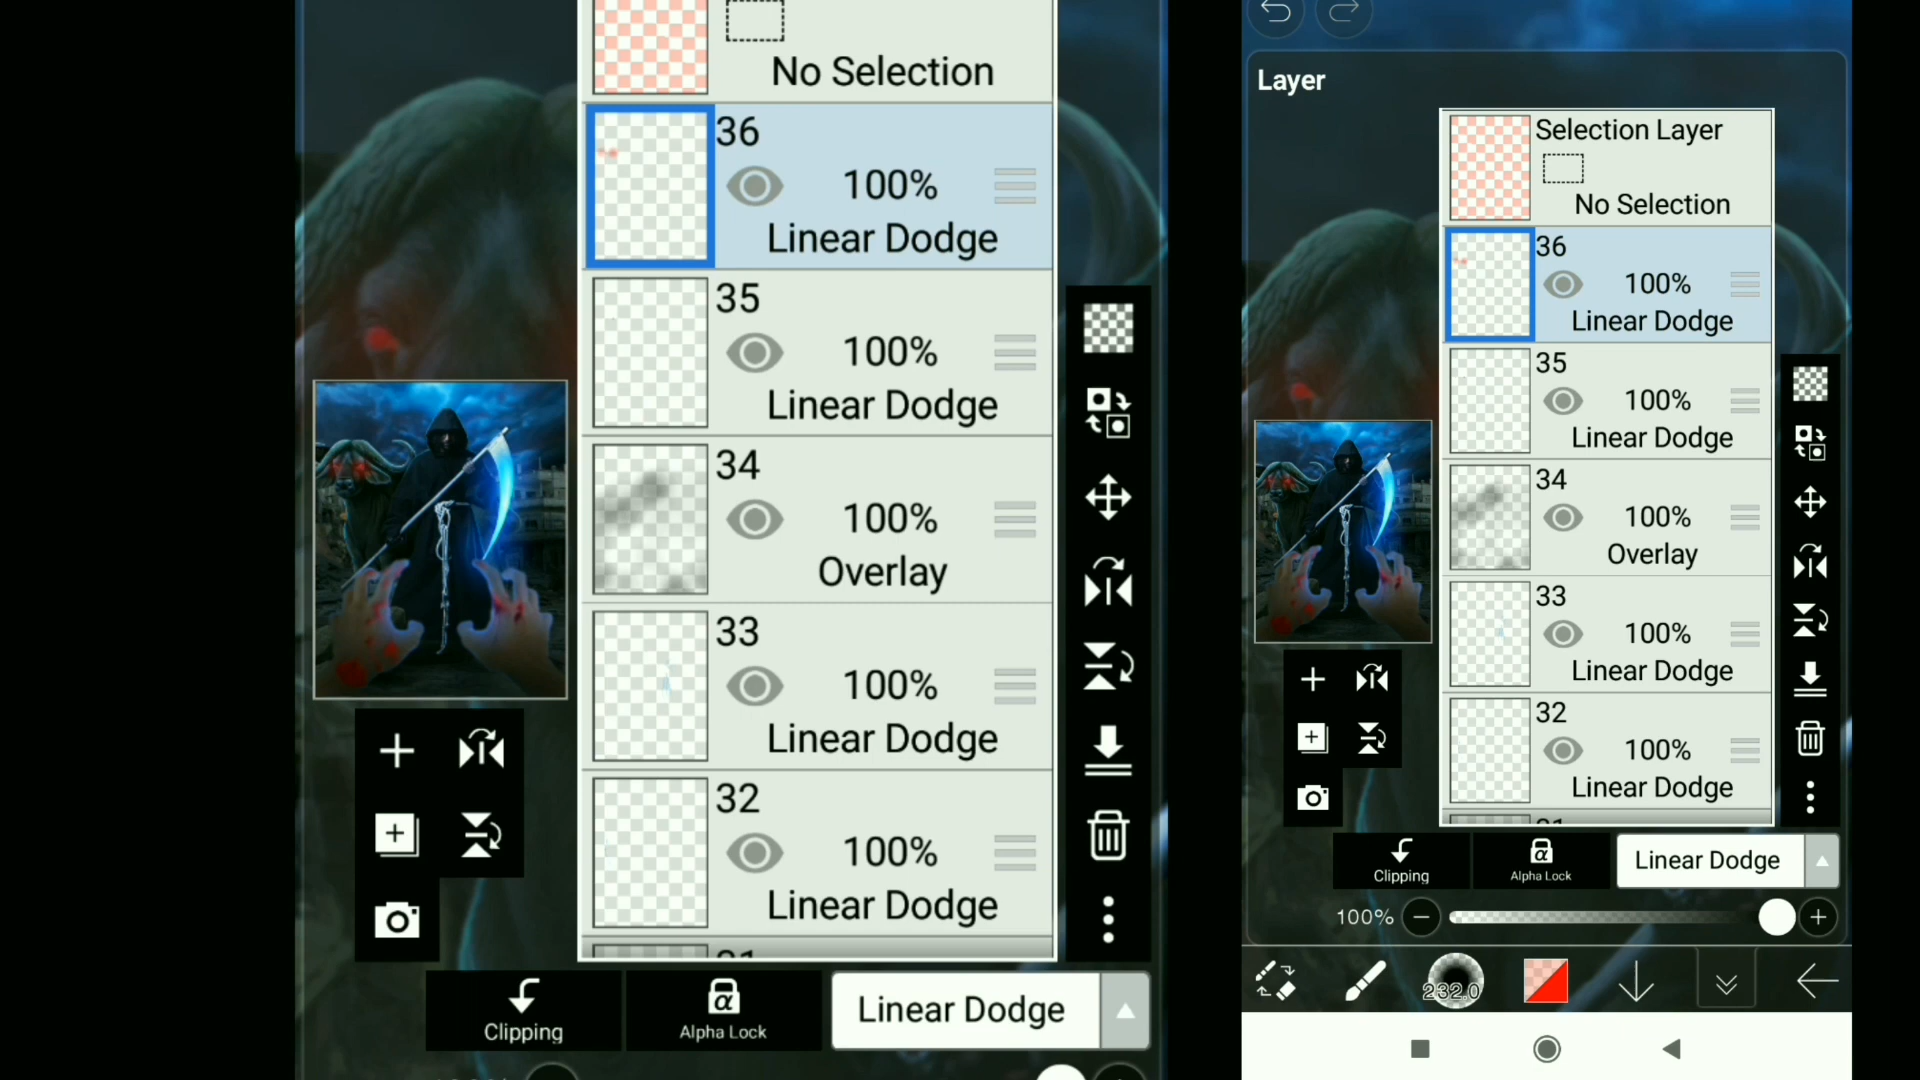 No Selection
36
100%
Linear Dodge
35
100%
Linear Dodge
34
100%
Overlay
33
100%
Linear Dodge
32
100%
Linear Dodge
Clipping
α
Alpha Lock
Linear Dodge
Layer
Selection Layer
No Selection
36
100%
Linear Dodge
35
100%
Linear Dodge
34
100%
Overlay
33
100%
Linear Dodge
32
100%
Linear Dodge
Clipping
α
Alpha Lock
Linear Dodge
100%
232.0